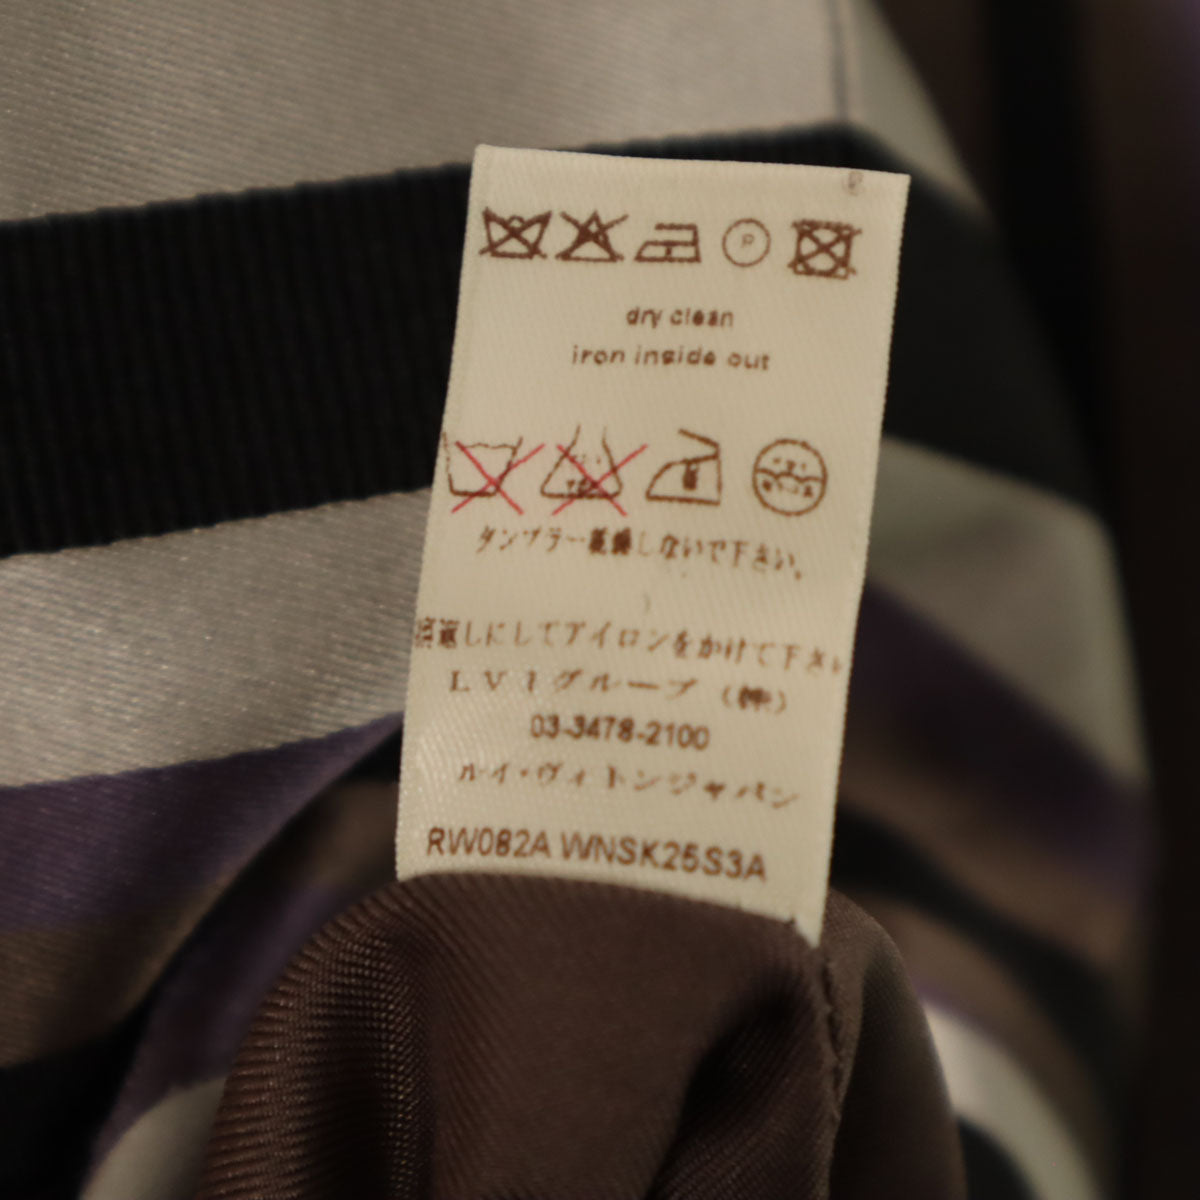 P
dry clean
iron inside out
タンブラー乾燥しないで下さい。
裏返しにしてアイロンをかけて下さい
LVJグループ (株)
03-3478-2100
ルイ・ヴィトンジャパン
RW082A WNSK25S3A